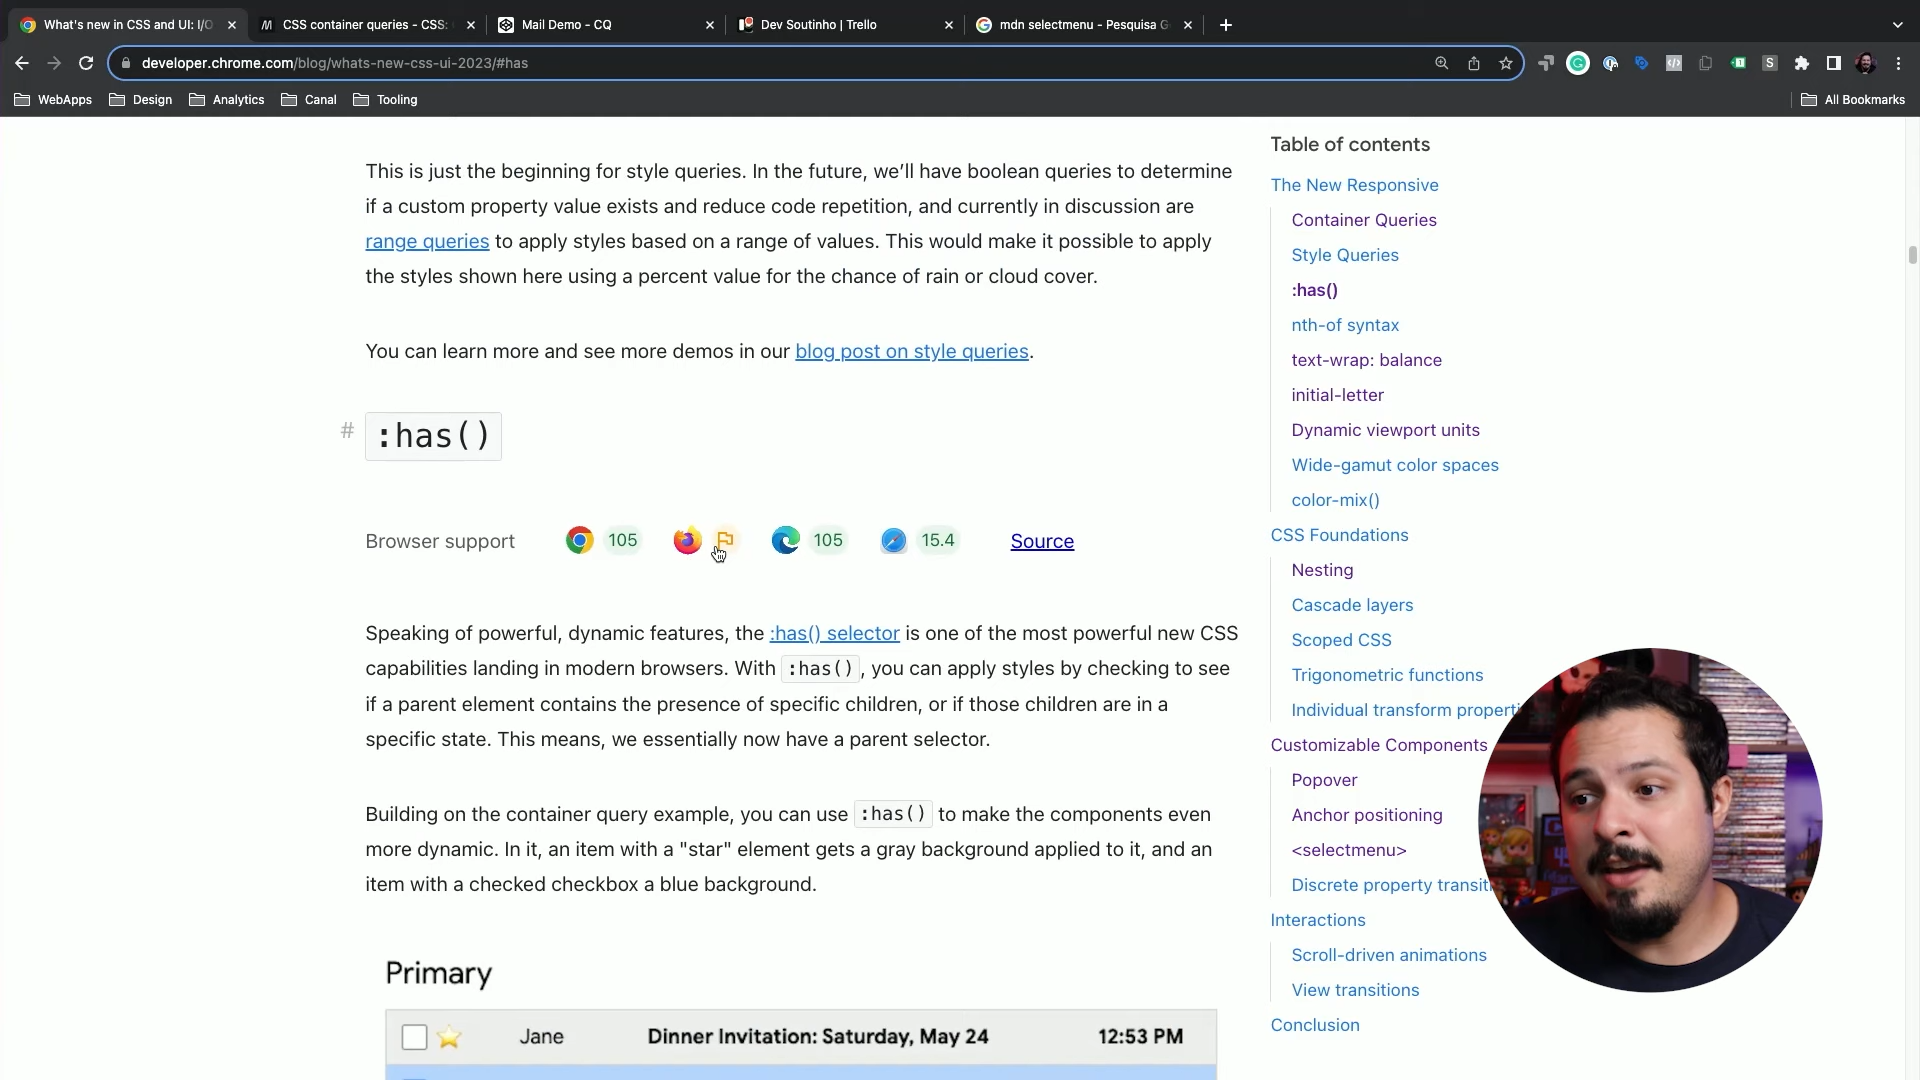 What's new in CSS and UI: I/O
CSS container queries - CSS:
Mail Demo - CQ
Dev Soutinho | Trello
mdn selectmenu - Pesquisa G
developer.chrome.com/blog/whats-new-css-ui-2023/#has
WebApps
Design
Analytics
Canal
Tooling
All Bookmarks
This is just the beginning for style queries. In the future, we’ll have boolean queries to determine
if a custom property value exists and reduce code repetition, and currently in discussion are
range queries to apply styles based on a range of values. This would make it possible to apply
the styles shown here using a percent value for the chance of rain or cloud cover.
You can learn more and see more demos in our blog post on style queries.
# :has()
Browser support 105 105 15.4 Source
Speaking of powerful, dynamic features, the :has() selector is one of the most powerful new CSS
capabilities landing in modern browsers. With :has(), you can apply styles by checking to see
if a parent element contains the presence of specific children, or if those children are in a
specific state. This means, we essentially now have a parent selector.
Building on the container query example, you can use :has() to make the components even
more dynamic. In it, an item with a "star" element gets a gray background applied to it, and an
item with a checked checkbox a blue background.
Primary
Jane Dinner Invitation: Saturday, May 24 12:53 PM
Table of contents
The New Responsive
Container Queries
Style Queries
:has()
nth-of syntax
text-wrap: balance
initial-letter
Dynamic viewport units
Wide-gamut color spaces
color-mix()
CSS Foundations
Nesting
Cascade layers
Scoped CSS
Trigonometric functions
Individual transform properti
Customizable Components
Popover
Anchor positioning
<selectmenu>
Discrete property transiti
Interactions
Scroll-driven animations
View transitions
Conclusion